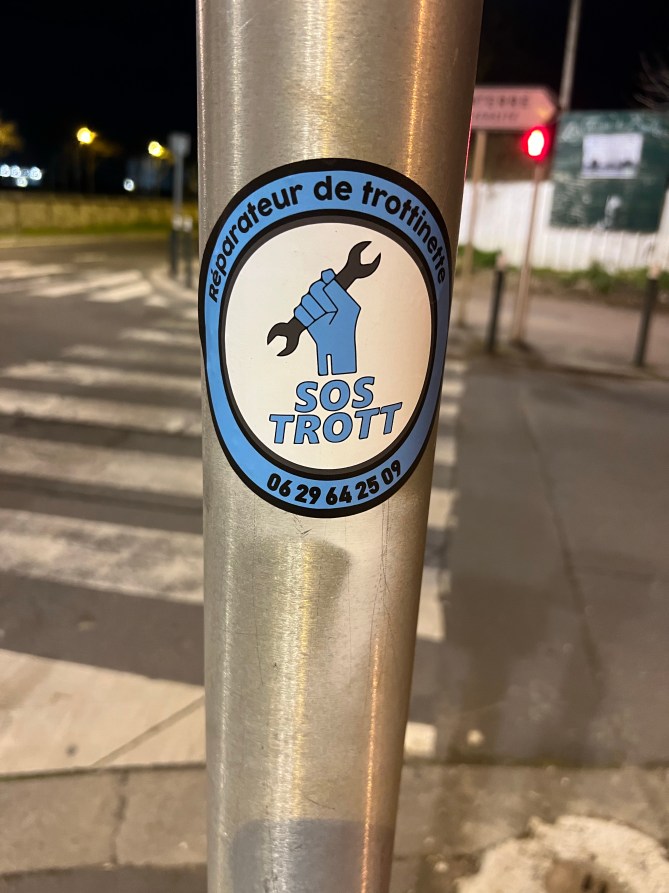 Réparateur de trottinette
SOS
TROTT
06 29 64 25 09